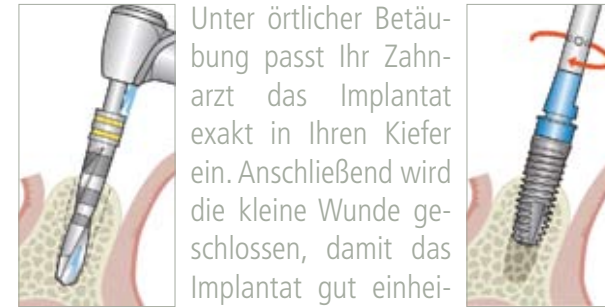 Unter örtlicher Betäu-
bung passt Ihr Zahn-
arzt das Implantat
exakt in Ihren Kiefer
ein. Anschließend wird
die kleine Wunde ge-
schlossen, damit das
Implantat gut einhei-